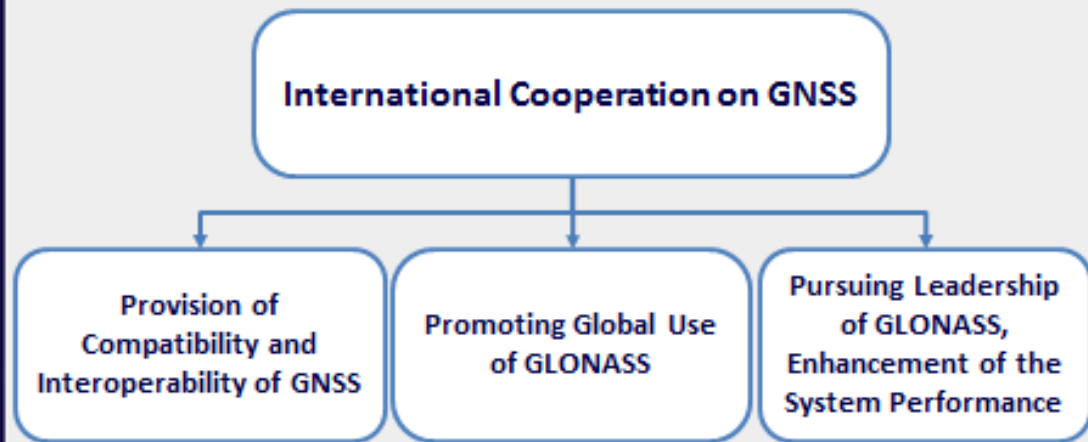 International Cooperation on GNSS
Provision of
Compatibility and
Interoperability of GNSS
Promoting Global Use
of GLONASS
Pursuing Leadership
of GLONASS,
Enhancement of the
System Performance